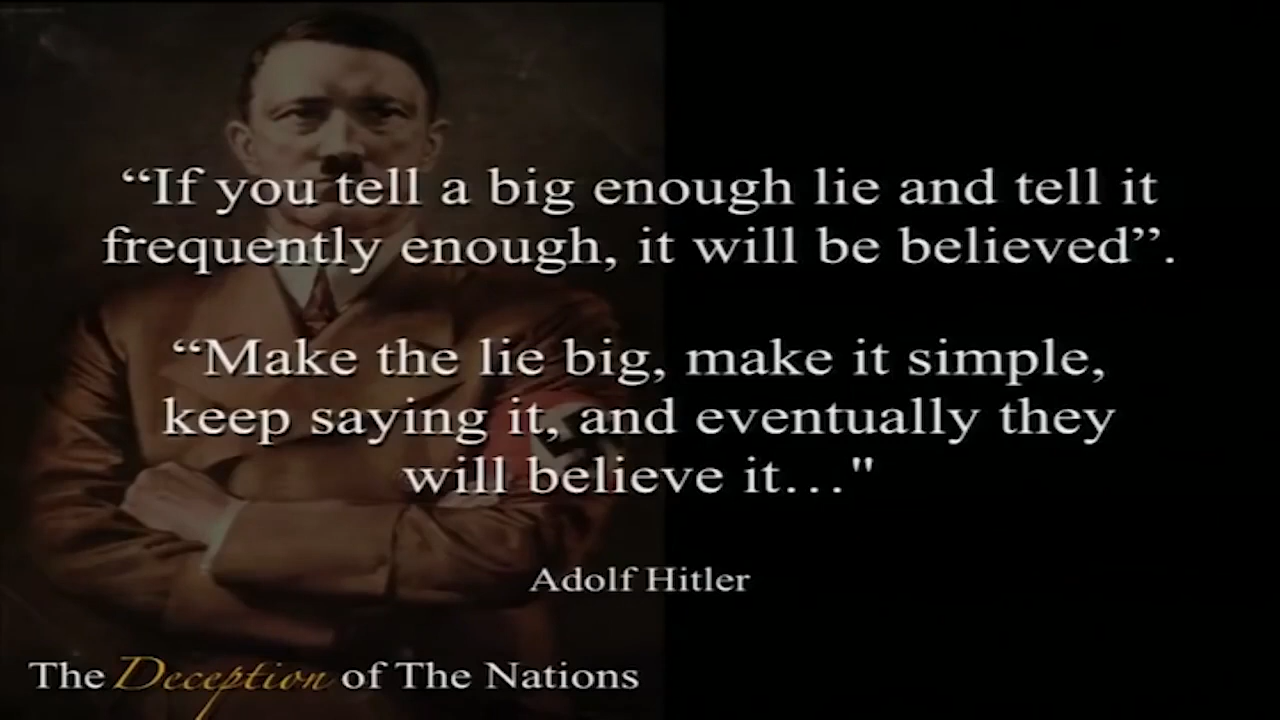 “If you tell a big enough lie and tell it
frequently enough, it will be believed”.
“Make the lie big, make it simple,
keep saying it, and eventually they
will believe it…"
Adolf Hitler
The Deception of The Nations